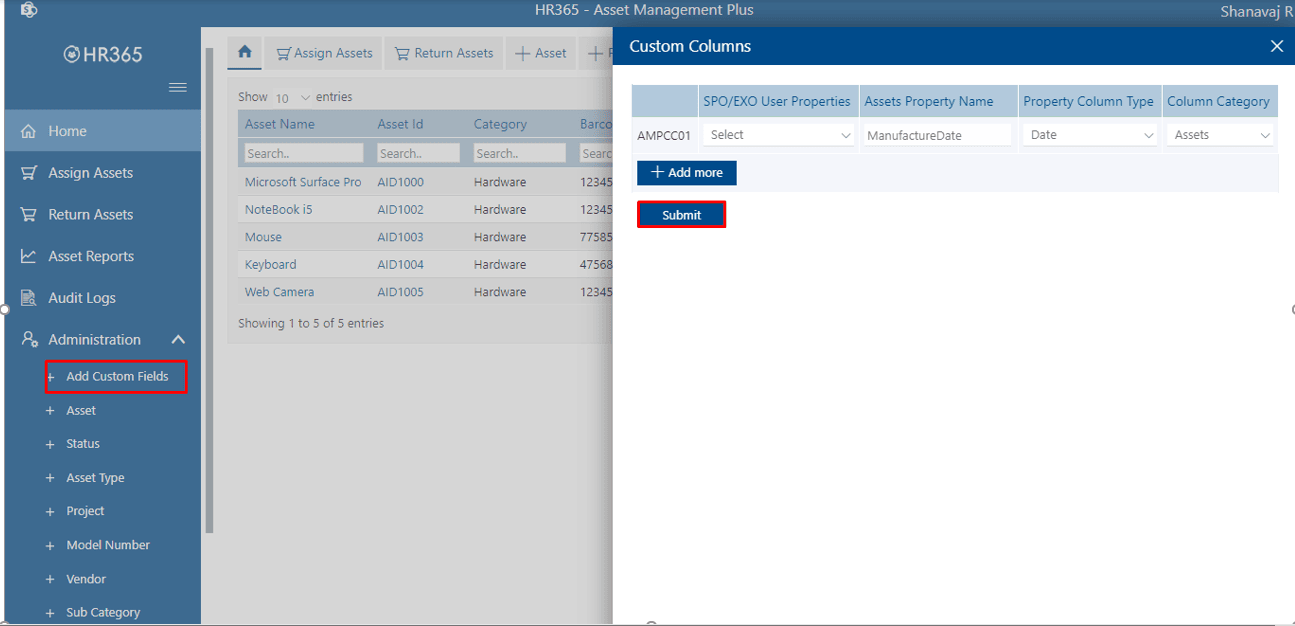 HR365 - Asset Management Plus
Shanavaj R
HR365
Home
Assign Assets
Return Assets
Asset Reports
Audit Logs
Administration
+ Add Custom Fields
+ Asset
+ Status
+ Asset Type
+ Project
+ Model Number
+ Vendor
+ Sub Category
Assign Assets Return Assets + Asset +
Show 10 entries
Asset Name Asset Id Category Barco
Search.. Search.. Search.. Searc
Microsoft Surface Pro AID1000 Hardware 12345
NoteBook i5 AID1002 Hardware 12345
Mouse AID1003 Hardware 77585
Keyboard AID1004 Hardware 47568
Web Camera AID1005 Hardware 12345
Showing 1 to 5 of 5 entries
Custom Columns
SPO/EXO User Properties Assets Property Name Property Column Type Column Category
AMPCC01 Select ManufactureDate Date Assets
+ Add more
Submit